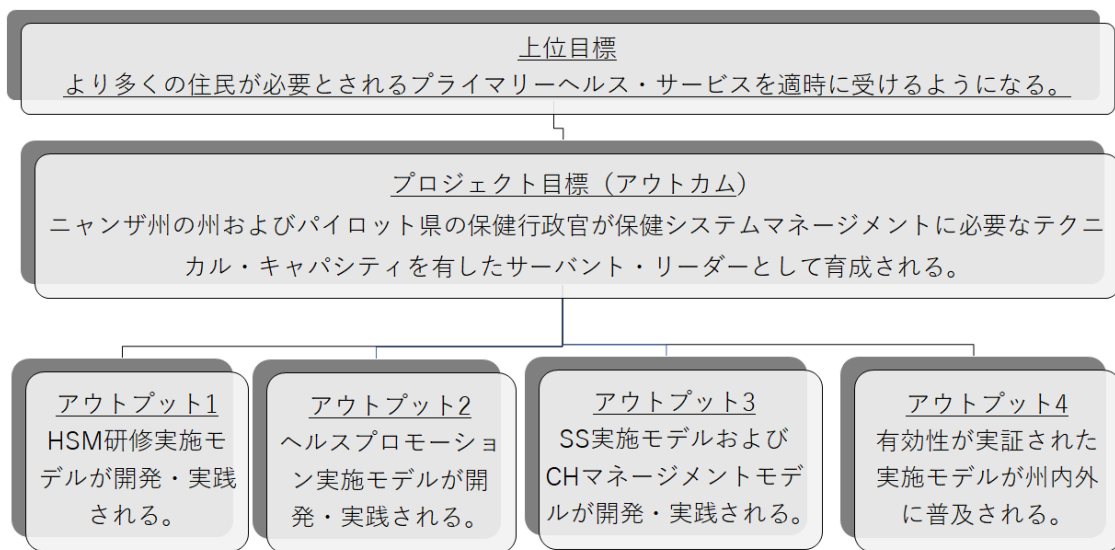 上位目標
より多くの住民が必要とされるプライマリーヘルス・サービスを適時に受けるようになる。
プロジェクト目標（アウトカム)
ニャンザ州の州およびパイロット県の保健行政官が保健システムマネージメントに必要なテクニ
カル・キャパシティを有したサーバント・リーダーとして育成される。
アウトプット1
HSM研修実施モ
デルが開発・実践
される。
アウトプット2
ヘルスプロモーショ
ン実施モデルが開
発・実践される。
アウトプット3
SS実施モデルおよび
CHマネージメントモデ
ルが開発・実践される。
アウトプット4
有効性が実証された
実施モデルが州内外
に普及される。